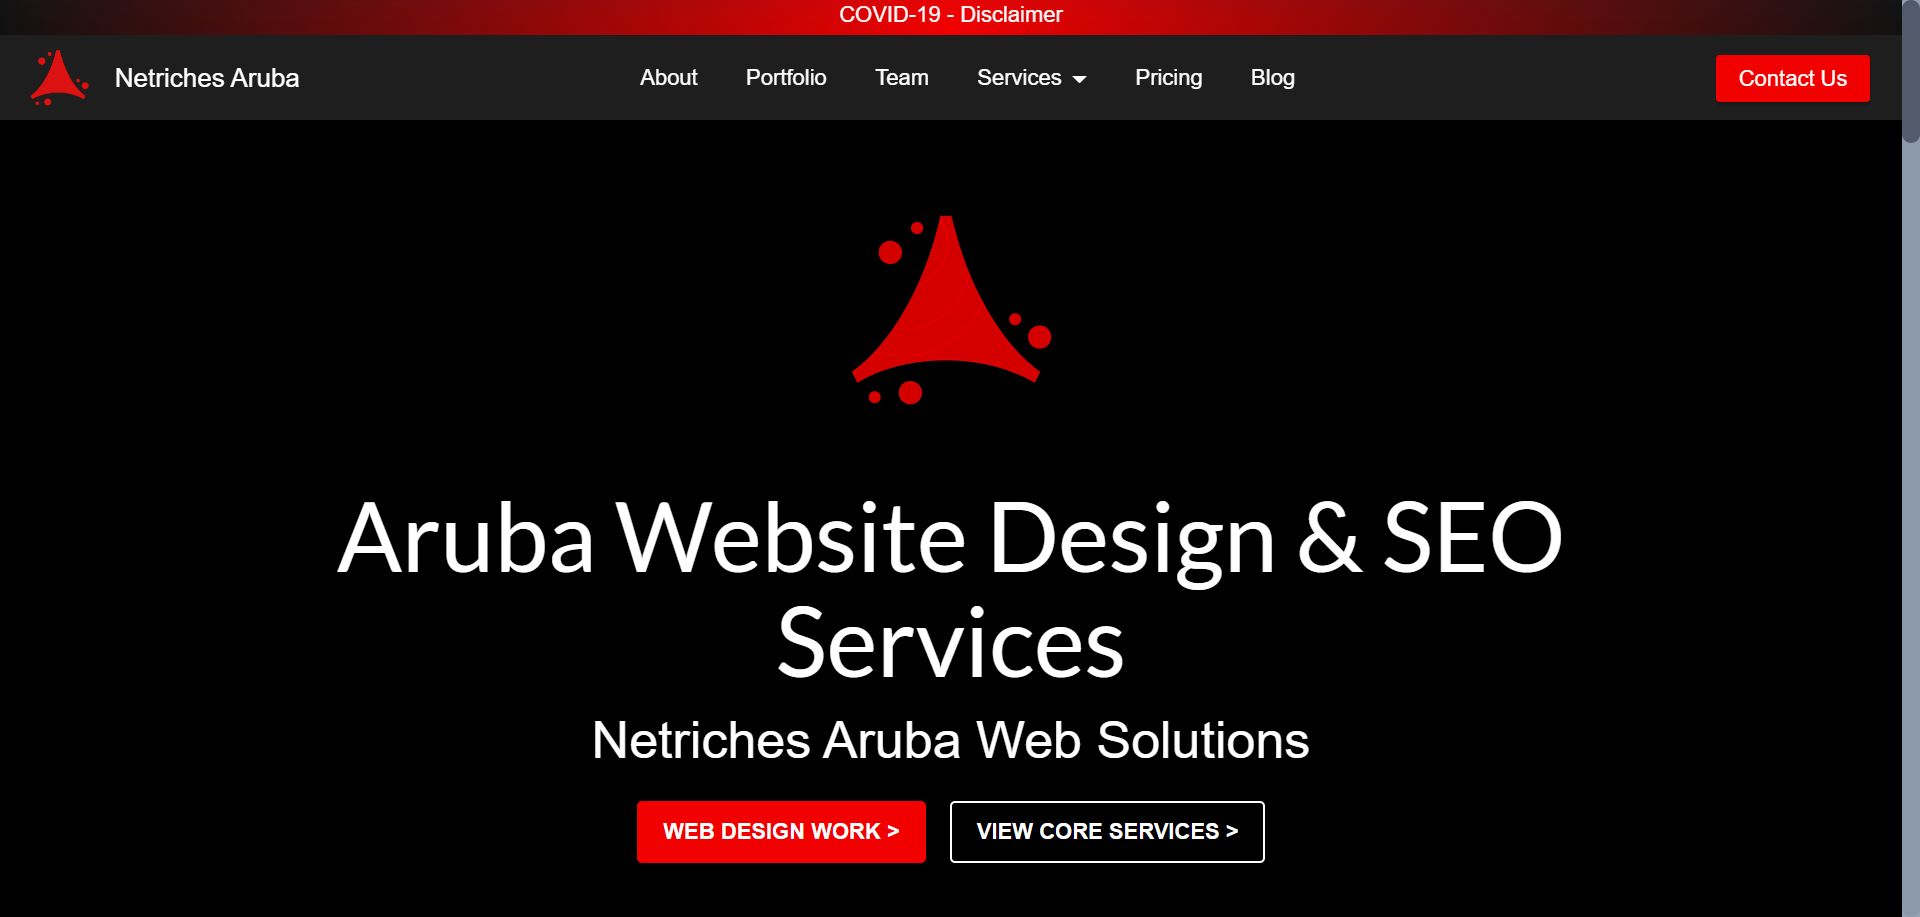 COVID-19 - Disclaimer
Netriches Aruba
About
Portfolio
Team
Services
Pricing
Blog
Contact Us
Aruba Website Design & SEO
Services
Netriches Aruba Web Solutions
WEB DESIGN WORK >
VIEW CORE SERVICES >